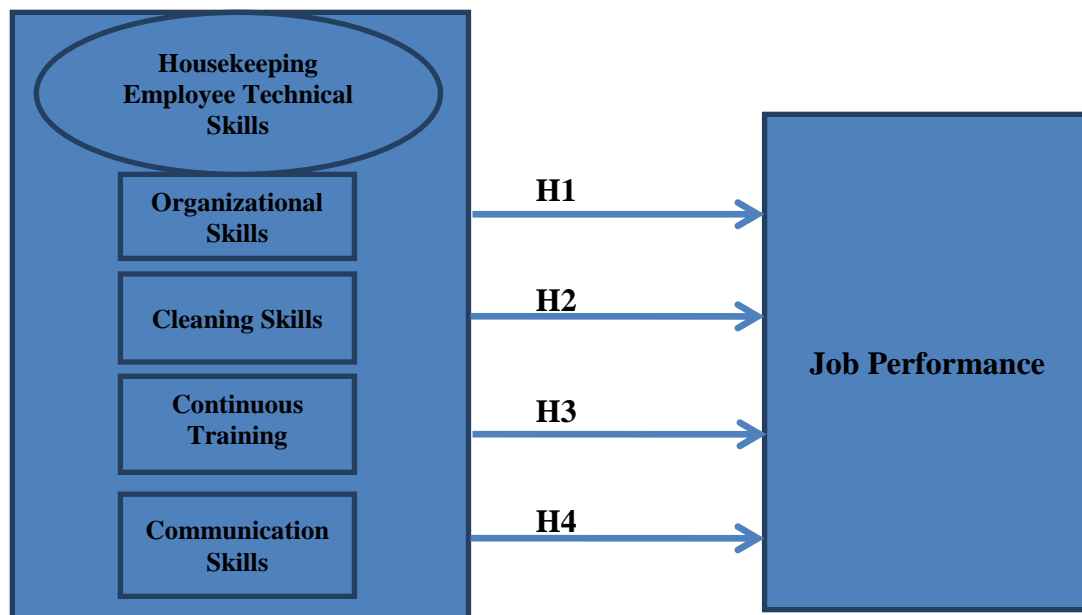 Housekeeping
Employee Technical
Skills
Organizational
Skills
H1
Cleaning Skills
H2
Continuous
Training
H3
Communication
Skills
H4
Job Performance